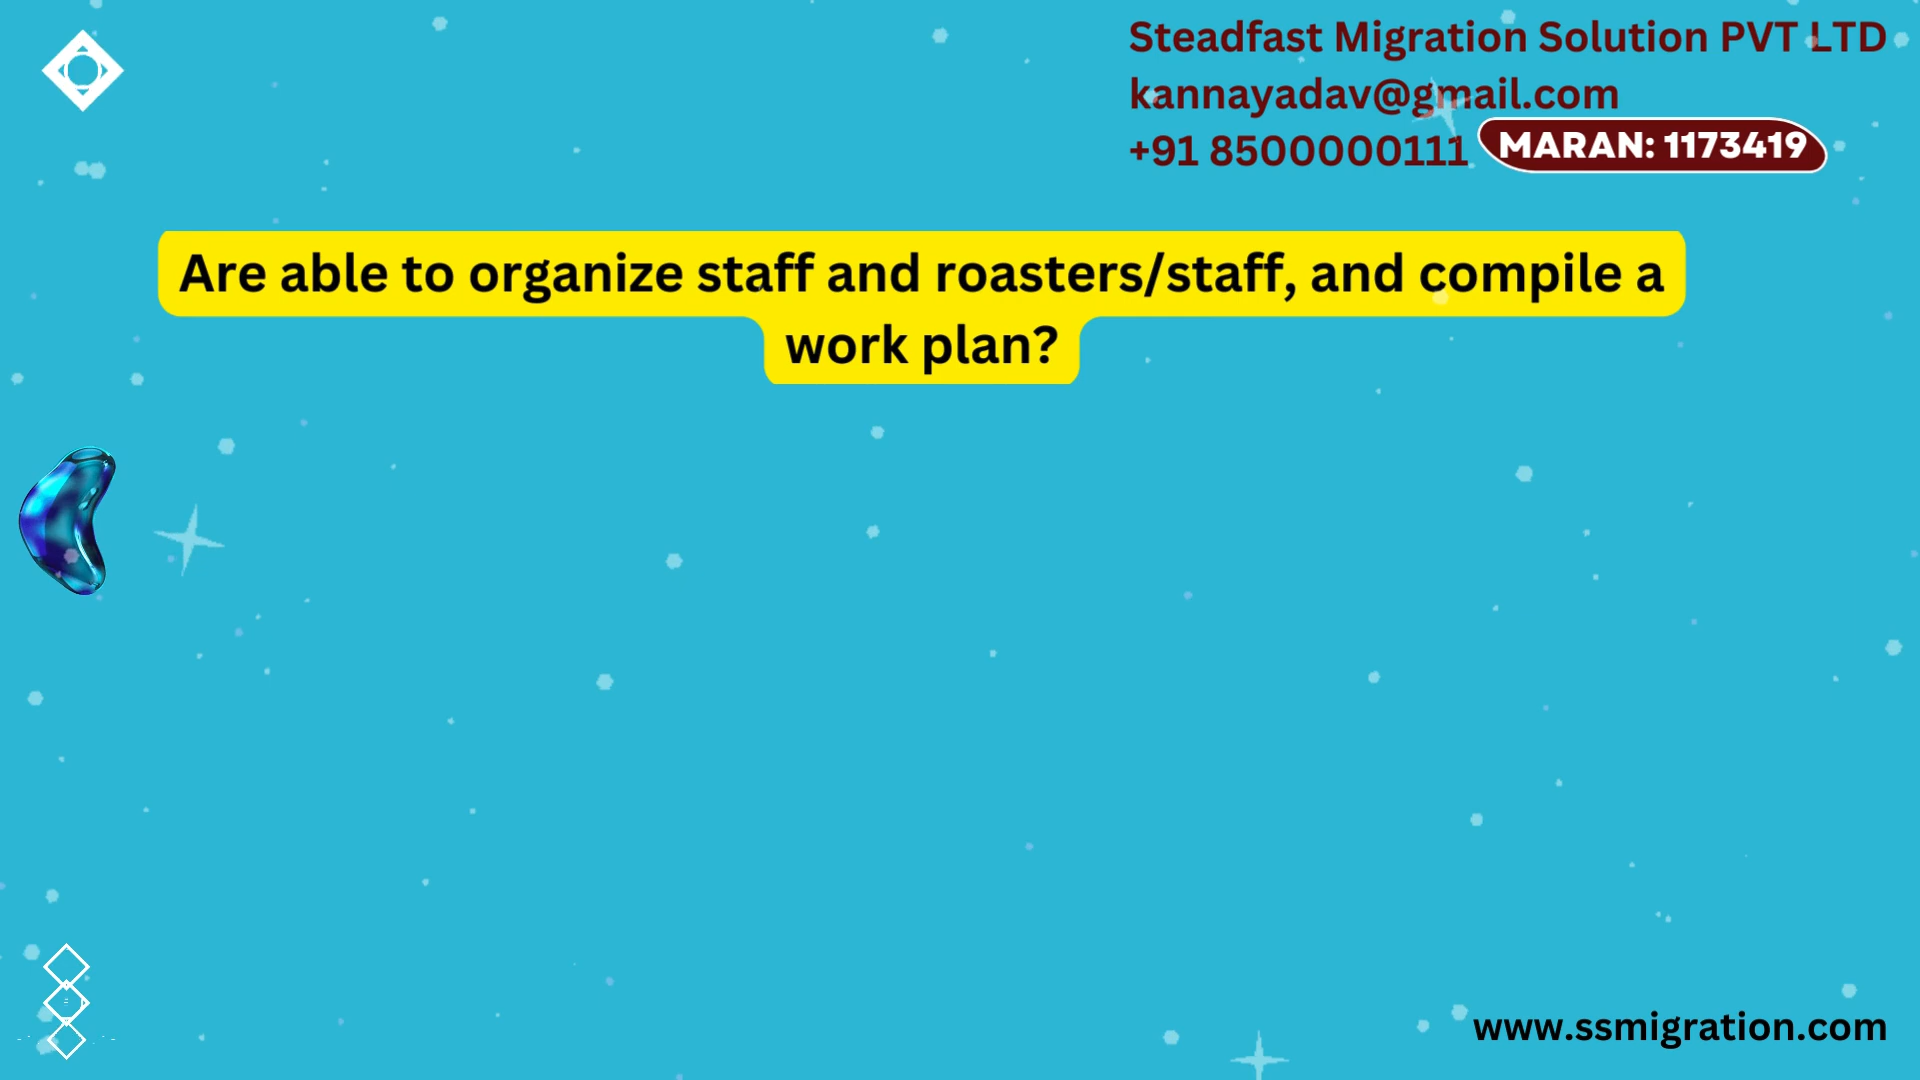 Steadfast Migration Solution PVT LTD
kannayadav@gmail.com
+91 8500000111 MARAN: 1173419
Are able to organize staff and roasters/staff, and compile a
work plan?
www.ssmigration.com